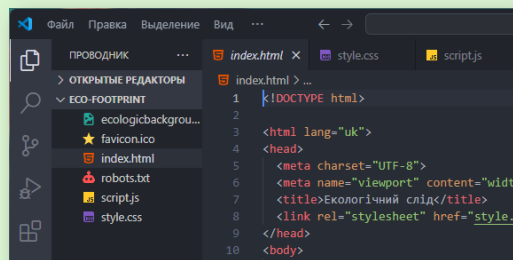 Файл Правка Выделение Вид ...
ПРОВОДНИК ...
ОТКРЫТЫЕ РЕДАКТОРЫ
ECO-FOOTPRINT
ecologicbackgrou...
favicon.ico
index.html
robots.txt
script.js
style.css
index.html style.css script.js
index.html > ...
1 <!DOCTYPE html>
2
3 <html lang="uk">
4 <head>
5 <meta charset="UTF-8">
6 <meta name="viewport" content="widt
7 <title>Екологічний слід</title>
8 <link rel="stylesheet" href="style.
9 </head>
10 <body>